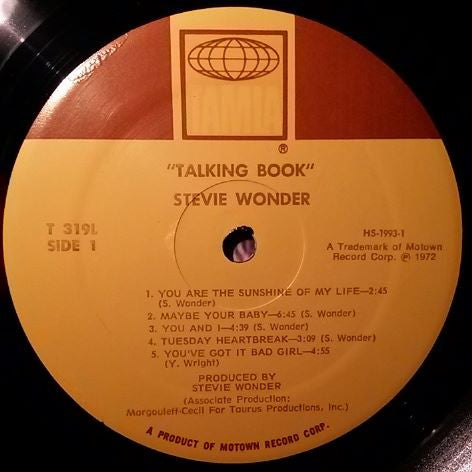 TAMLA
®
"TALKING BOOK"
STEVIE WONDER
T 319L
SIDE 1
HS-1993-1
A Trademark of Motown
Record Corp. Ⓟ 1972
1. YOU ARE THE SUNSHINE OF MY LIFE—2:45
(S. Wonder)
2. MAYBE YOUR BABY—6:45 (S. Wonder)
3. YOU AND I—4:39 (S. Wonder)
4. TUESDAY HEARTBREAK—3:09 (S. Wonder)
5. YOU'VE GOT IT BAD GIRL—4:55
(Y. Wright)
PRODUCED BY
STEVIE WONDER
(Associate Production:
Margouleff-Cecil For Taurus Productions, Inc.)
A PRODUCT OF MOTOWN RECORD CORP.